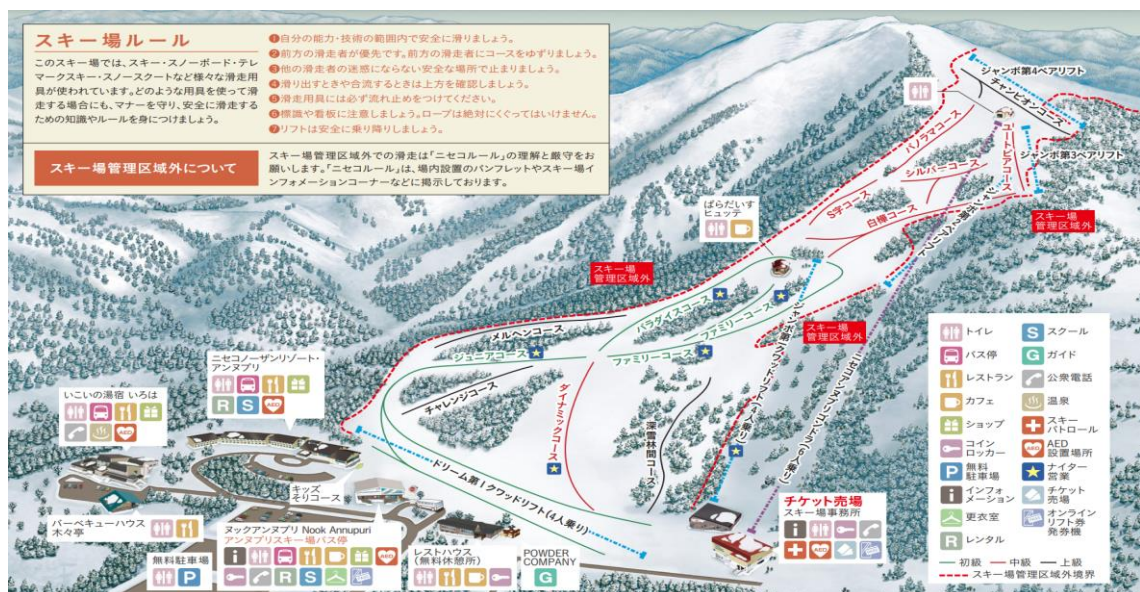 スキー場ルール
このスキー場では、スキー・スノーボード・テレ
マークスキー・スノースクートなど様々な滑走用
具が使われています。どのような用具を使って滑
走する場合にも、マナーを守り、安全に滑走する
ための知識やルールを身につけましょう。
❶自分の能力・技術の範囲内で安全に滑りましょう。
❷前方の滑走者が優先です。前方の滑走者にコースをゆずりましょう。
❸他の滑走者の迷惑にならない安全な場所で止まりましょう。
❹滑り出すときや合流するときは上方を確認しましょう。
❺滑走用具には必ず流れ止めをつけてください。
❻標識や看板に注意しましょう。ロープは絶対にくぐってはいけません。
❼リフトは安全に乗り降りしましょう。
スキー場管理区域外について
スキー場管理区域外での滑走は「ニセコルール」の理解と厳守をお
願いします。「ニセコルール」は、場内設置のパンフレットやスキー場イ
ンフォメーションコーナーなどに掲示しております。
ジャンボ第4ペアリフト
チャンピオンコース
パノラマコース
ユートピアコース
ジャンボ第3ペアリフト
シルバーコース
S字コース
白樺コース
スキー場
管理区域外
ぱらだいす
ヒュッテ
スキー場
管理区域外
スキー場
管理区域外
パラダイスコース
ファミリーコース
メルヘンコース
ジュニアコース
ファミリーコース
チャレンジコース
ダイナミックコース
深雪林間コース
ジャンボ第1クワッドリフト(4人乗り)
ニセコアンヌプリゴンドラ(6人乗り)
ドリーム第1クワッドリフト(4人乗り)
ニセコノーザンリゾート・
アンヌプリ
R S AED
いこいの湯宿 いろは
AED
キッズ
そりコース
バーベキューハウス
木々亭
無料駐車場
P
ヌックアンヌプリ Nook Annupuri
アンヌプリスキー場バス停
i AED
R S
レストハウス
(無料休憩所)
POWDER
COMPANY
G
チケット売場
スキー場事務所
i
AED
トイレ
S スクール
バス停
G ガイド
レストラン
公衆電話
カフェ
温泉
ショップ
スキー
パトロール
コイン
ロッカー
AED
設置場所
P 無料
駐車場
ナイター
営業
i インフォ
メーション
チケット
売場
更衣室
オンライン
リフト券
発券機
R レンタル
初級 中級 上級
スキー場管理区域外境界